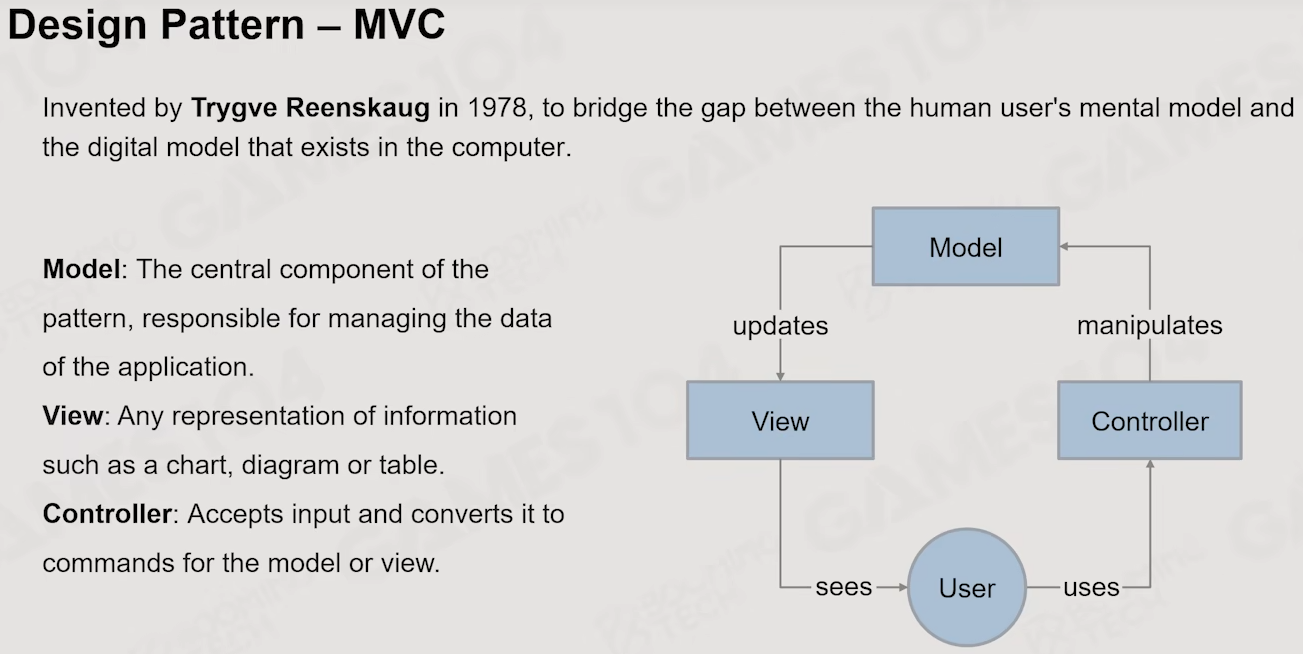 Design Pattern – MVC
Invented by Trygve Reenskaug in 1978, to bridge the gap between the human user's mental model and
the digital model that exists in the computer.
Model: The central component of the
pattern, responsible for managing the data
of the application.
View: Any representation of information
such as a chart, diagram or table.
Controller: Accepts input and converts it to
commands for the model or view.
Model
updates
manipulates
View
Controller
sees
User
uses
GAMES104
BOOMING
TECH